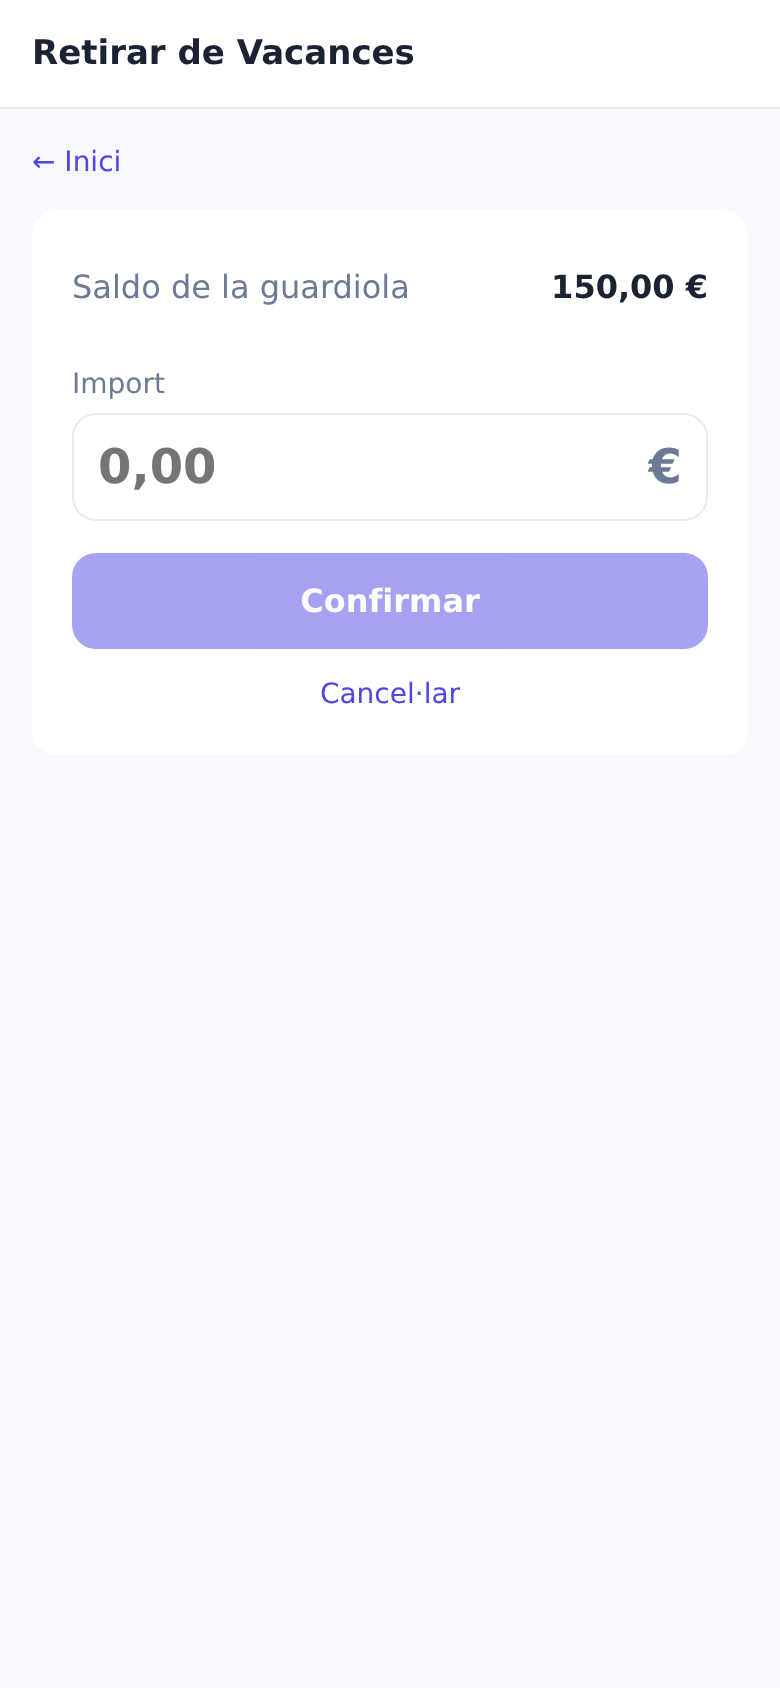 Retirar de Vacances
← Inici
Saldo de la guardiola 150,00 €
Import
0,00 €
Confirmar
Cancel·lar